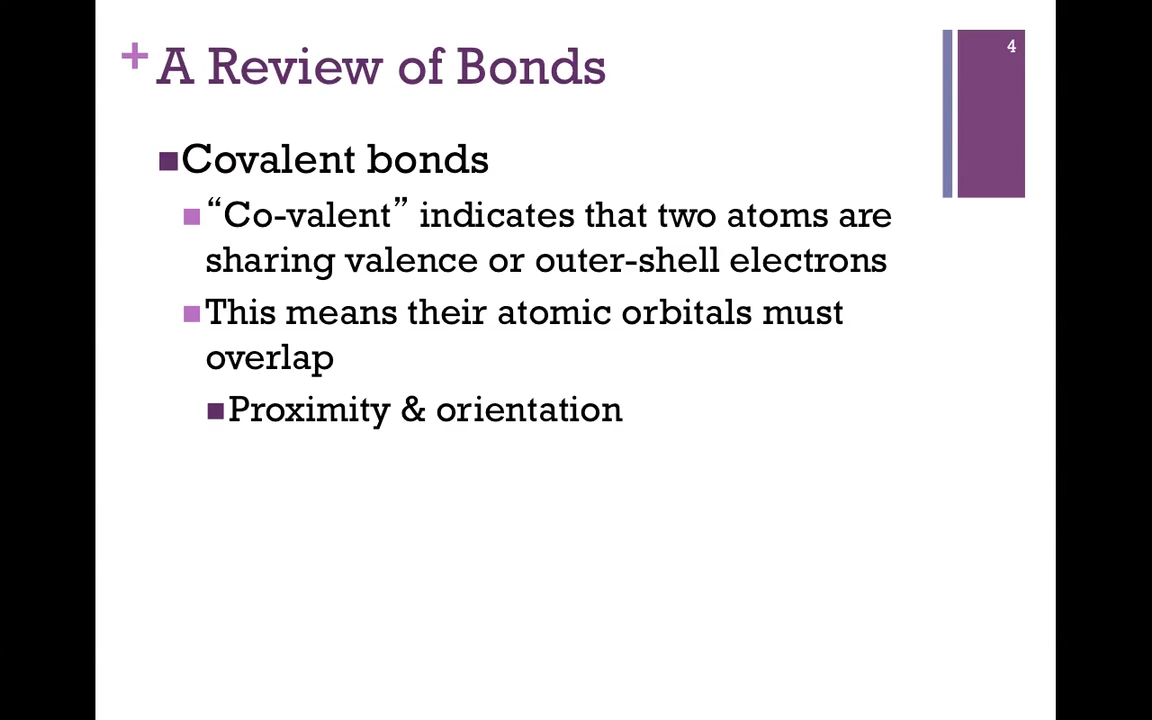 + A Review of Bonds
4
Covalent bonds
“Co-valent” indicates that two atoms are
sharing valence or outer-shell electrons
This means their atomic orbitals must
overlap
Proximity & orientation